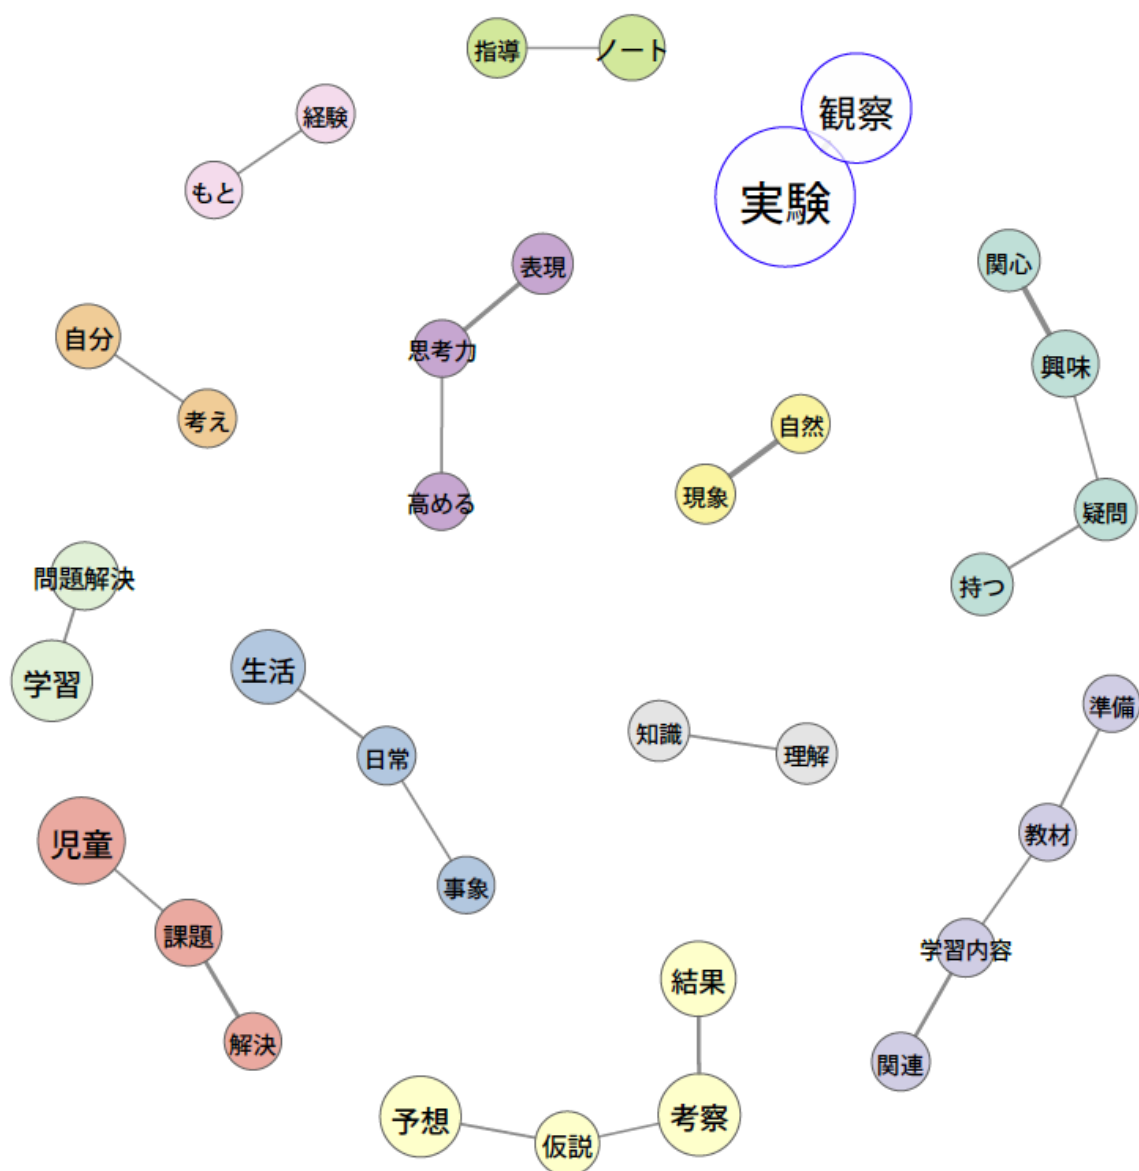 指導
ノート
観察
経験
実験
もと
表現
関心
自分
思考力
興味
考え
自然
現象
高める
疑問
問題解決
持つ
学習
生活
準備
知識
日常
理解
児童
教材
事象
課題
学習内容
結果
解決
関連
予想
考察
仮説